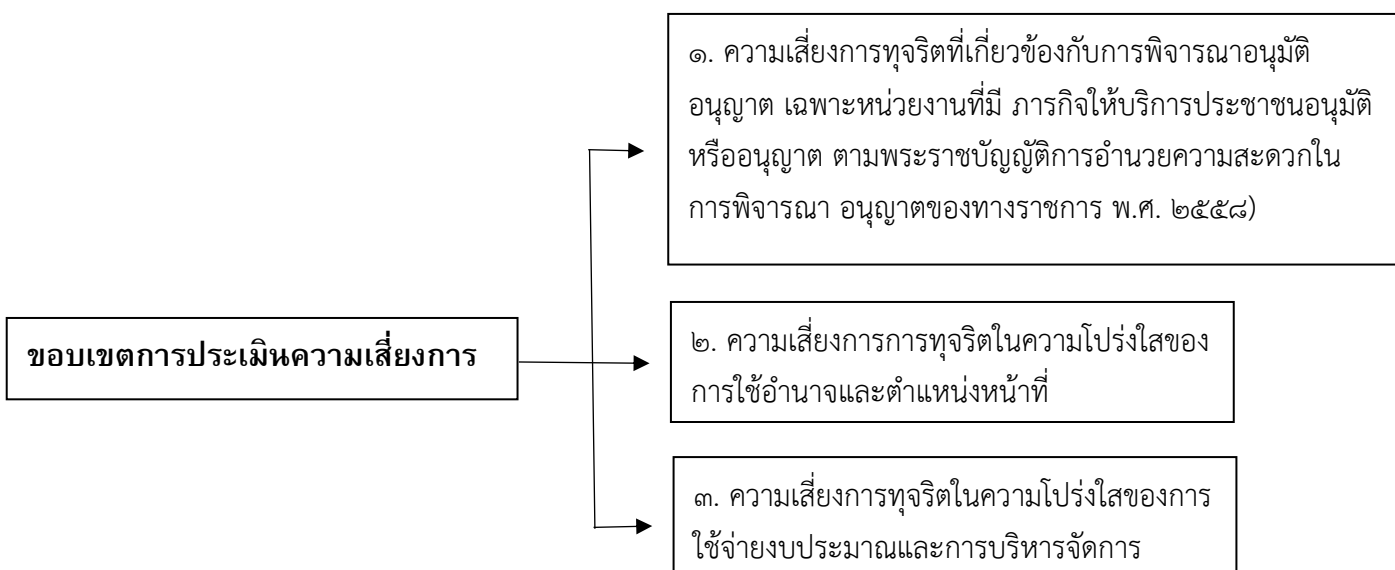 ๑. ความเสี่ยงการทุจริตที่เกี่ยวข้องกับการพิจารณาอนุมัติ
อนุญาต เฉพาะหน่วยงานที่มี ภารกิจให้บริการประชาชนอนุมัติ
หรืออนุญาต ตามพระราชบัญญัติการอำนวยความสะดวกใน
การพิจารณา อนุญาตของทางราชการ พ.ศ. ๒๕๕๘)
ขอบเขตการประเมินความเสี่ยงการ
๒. ความเสี่ยงการการทุจริตในความโปร่งใสของ
การใช้อำนาจและตำแหน่งหน้าที่
๓. ความเสี่ยงการทุจริตในความโปร่งใสของการ
ใช้จ่ายงบประมาณและการบริหารจัดการ